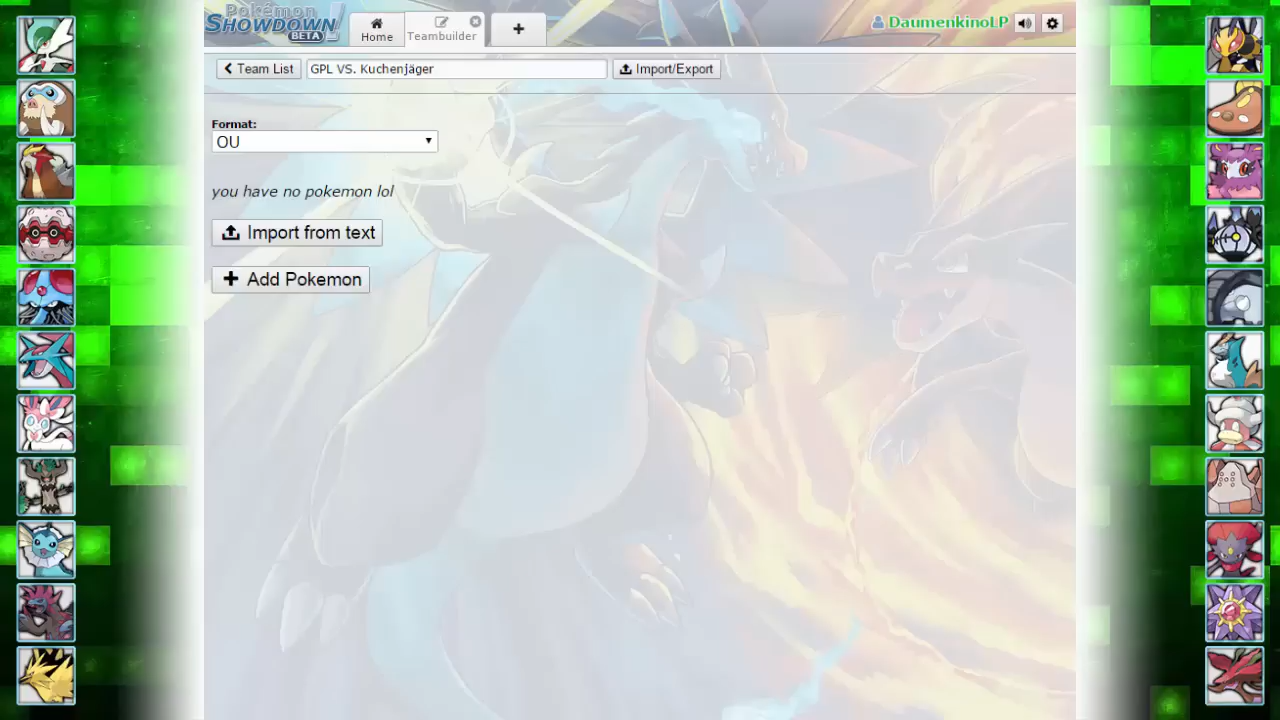 Pokémon
SHOWDOWN!
BETA
Home
Teambuilder
DaumenkinoLP
Team List
GPL VS. Kuchenjäger
Import/Export
Format:
OU
you have no pokemon lol
Import from text
Add Pokemon